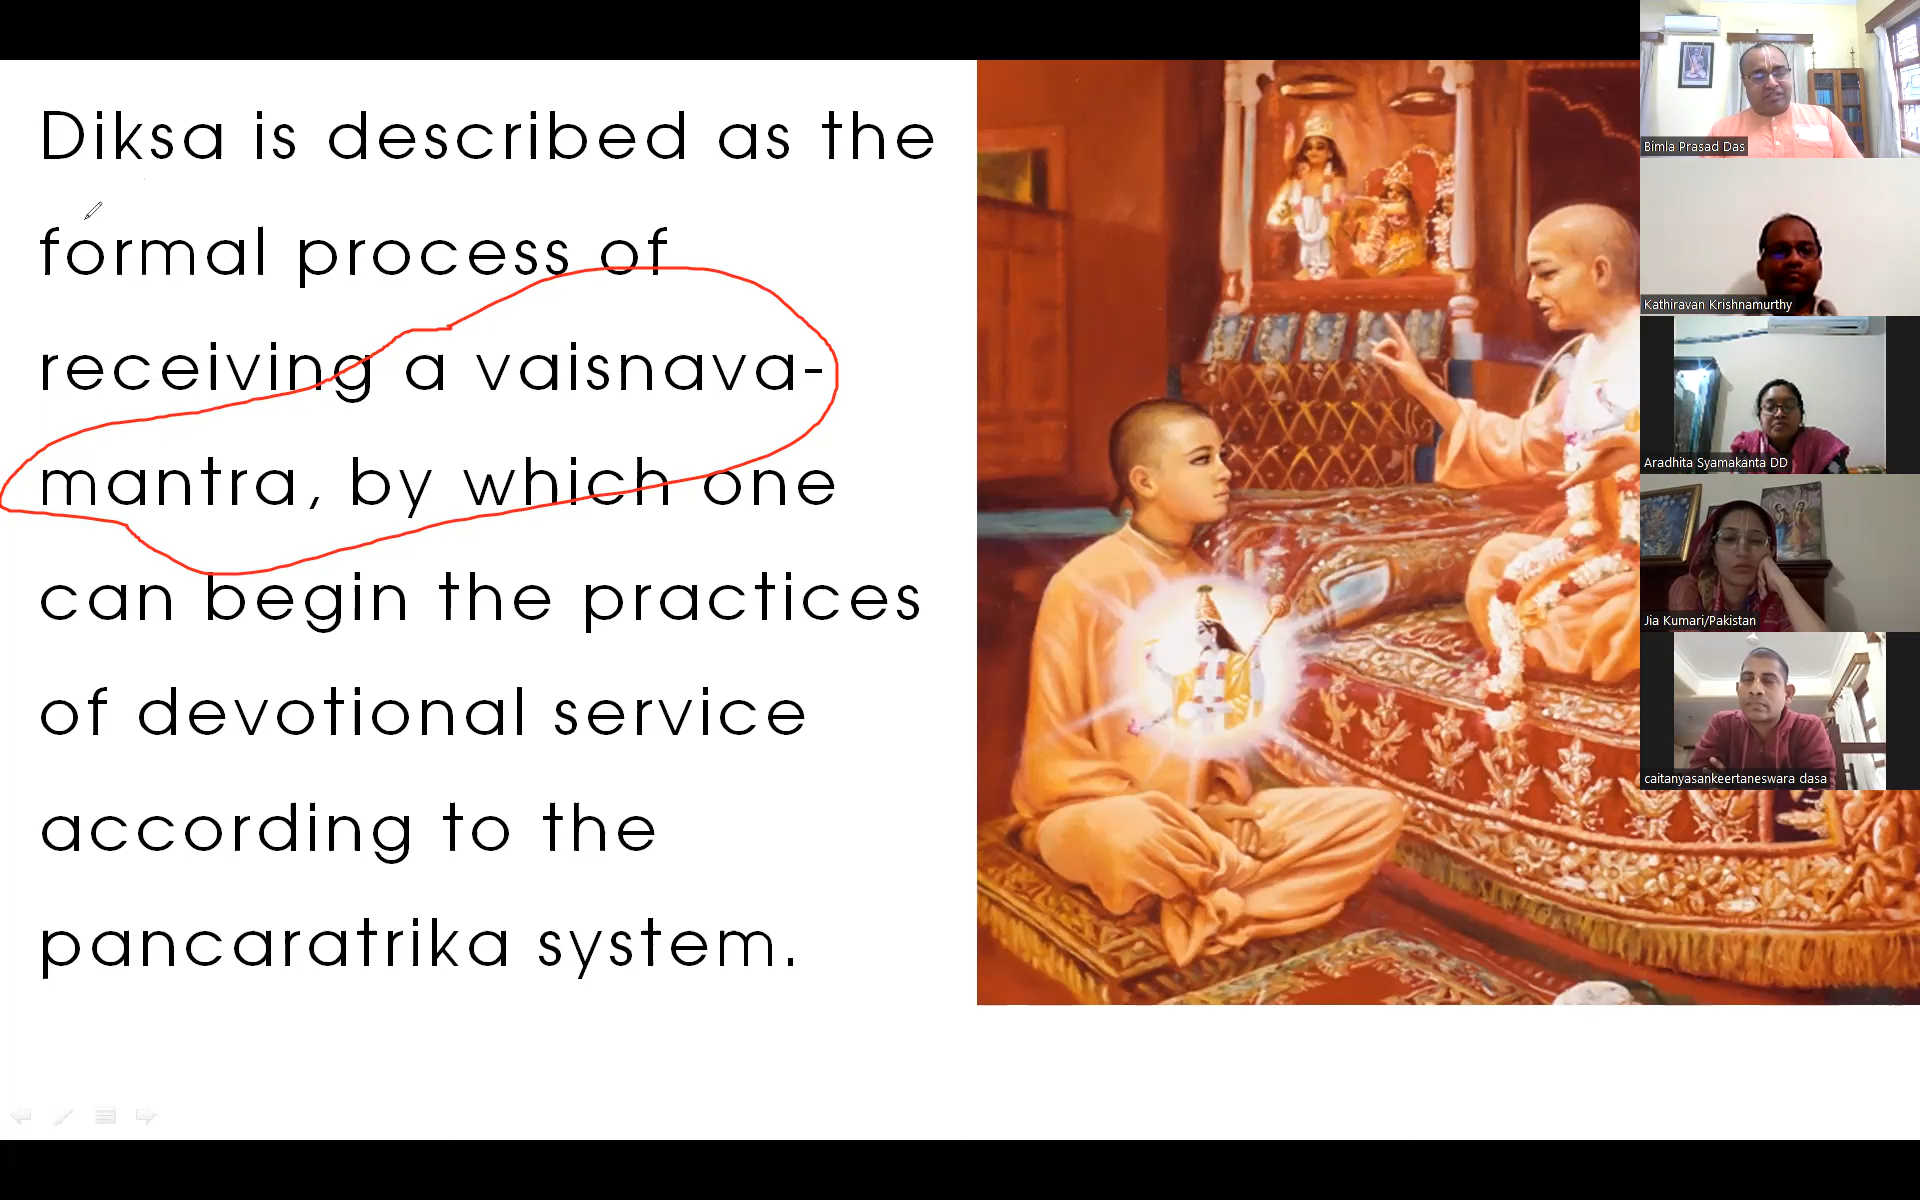 Diksa is described as the
formal process of
receiving a vaisnava-
mantra, by which one
can begin the practices
of devotional service
according to the
pancaratrika system.
Bimla Prasad Das
Kathiravan Krishnamurthy
Aradhita Syamakanta DD
Jia Kumari/Pakistan
caitanyasankeertaneswara dasa